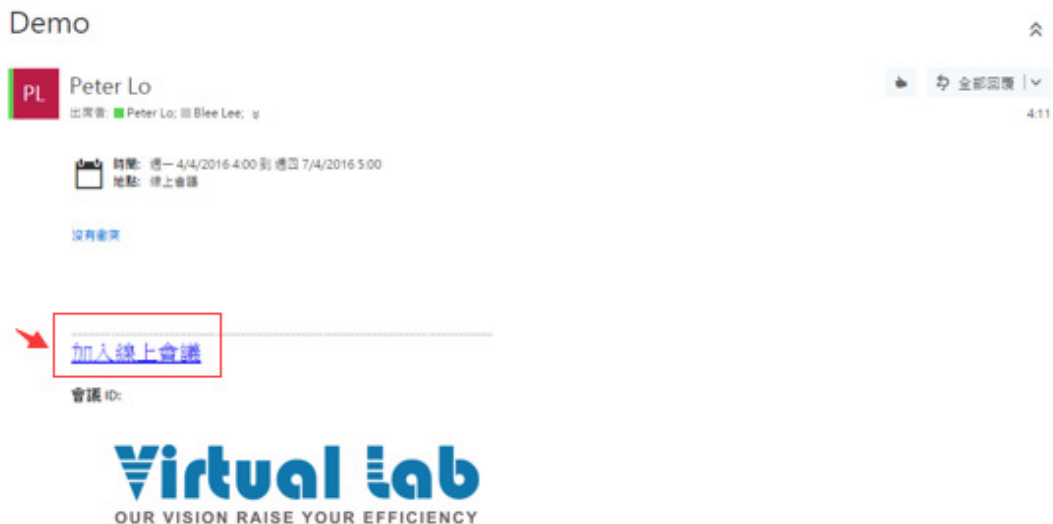 Demo
PL
Peter Lo
全部回覆
出席者: Peter Lo; Blee Lee;
4:11
時間: 週一 4/4/2016 4:00 到 週四 7/4/2016 5:00
地點: 線上會議
沒有衝突
加入線上會議
會議 ID:
Virtual Lab
OUR VISION RAISE YOUR EFFICIENCY